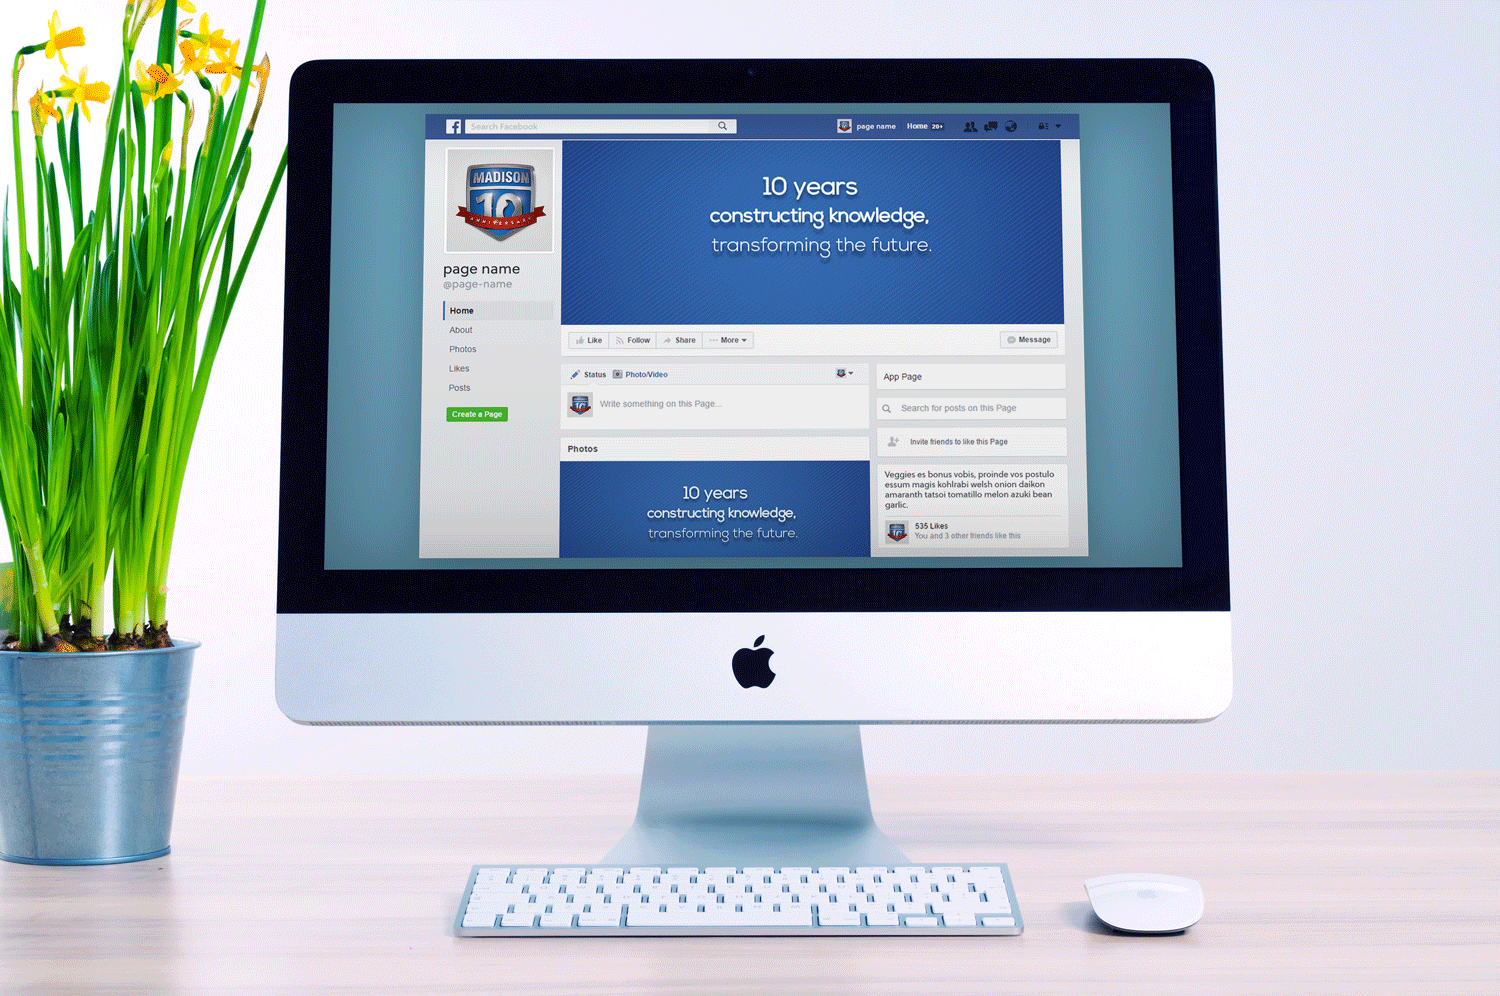 Search Facebook
page name
Home 20+
MADISON
10
ANNIVERSARY
page name
@page-name
Home
About
Photos
Likes
Posts
Create a Page
10 years
constructing knowledge,
transforming the future.
Like
Follow
Share
More
Message
Status
Photo/Video
Write something on this Page...
Photos
10 years
constructing knowledge,
transforming the future.
App Page
Search for posts on this Page
Invite friends to like this Page
Veggies es bonus vobis, proinde vos postulo
essum magis kohlrabi welsh onion daikon
amaranth tatsoi tomatillo melon azuki bean
garlic.
535 Likes
You and 3 other friends like this